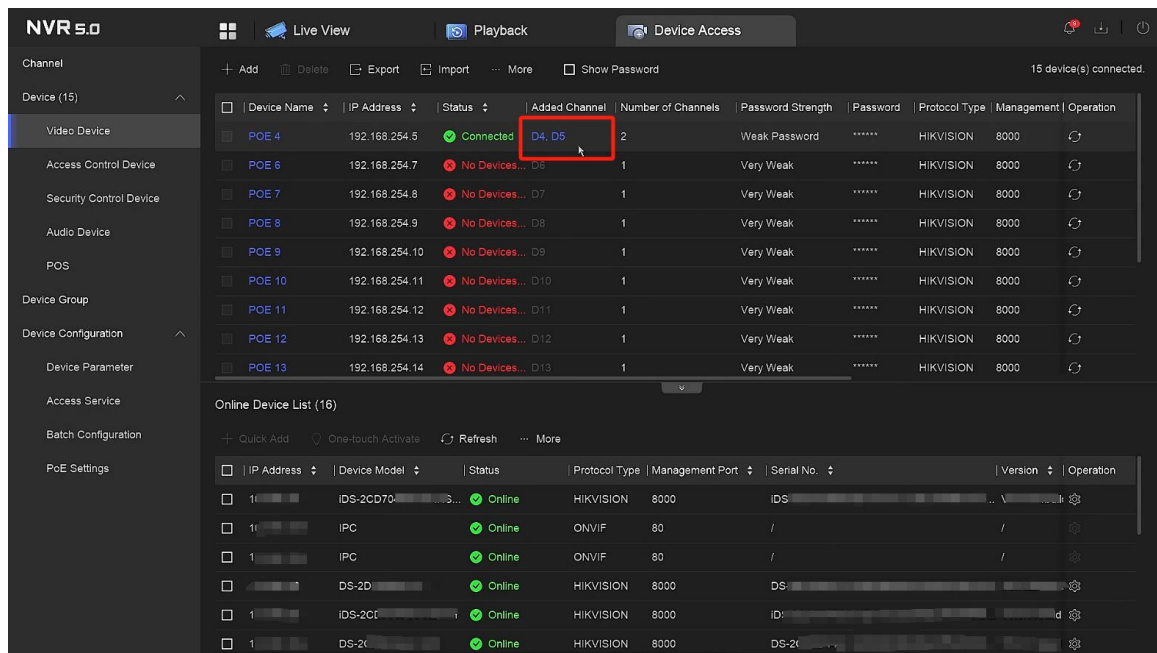 NVR 5.0 Live View Playback Device Access
Channel
Device (15)
Video Device
Access Control Device
Security Control Device
Audio Device
POS
Device Group
Device Configuration
Device Parameter
Access Service
Batch Configuration
PoE Settings
Add Delete Export Import ··· More Show Password 15 device(s) connected.
Device Name IP Address Status Added Channel Number of Channels Password Strength Password Protocol Type Management Operation
POE 4 192.168.254.5 Connected D4, D5 2 Weak Password ****** HIKVISION 8000
POE 6 192.168.254.7 No Devices... D6 1 Very Weak ****** HIKVISION 8000
POE 7 192.168.254.8 No Devices... D7 1 Very Weak ****** HIKVISION 8000
POE 8 192.168.254.9 No Devices... D8 1 Very Weak ****** HIKVISION 8000
POE 9 192.168.254.10 No Devices... D9 1 Very Weak ****** HIKVISION 8000
POE 10 192.168.254.11 No Devices... D10 1 Very Weak ****** HIKVISION 8000
POE 11 192.168.254.12 No Devices... D11 1 Very Weak ****** HIKVISION 8000
POE 12 192.168.254.13 No Devices... D12 1 Very Weak ****** HIKVISION 8000
POE 13 192.168.254.14 No Devices... D13 1 Very Weak ****** HIKVISION 8000
Online Device List (16)
Quick Add One-touch Activate Refresh ··· More
IP Address Device Model Status Protocol Type Management Port Serial No. Version Operation
iDS-2CD70 Online HIKVISION 8000 iDS
IPC Online ONVIF 80 / /
IPC Online ONVIF 80 / /
DS-2D Online HIKVISION 8000 DS-
Online HIKVISION 8000
Online HIKVISION 8000